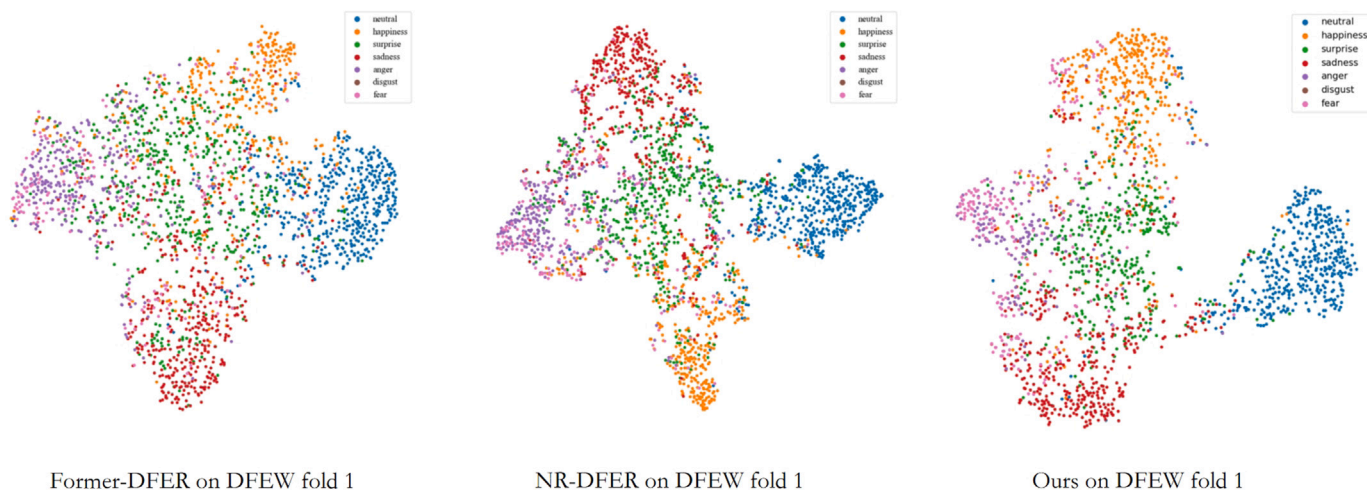 neutral
happiness
surprise
sadness
anger
disgust
fear
neutral
happiness
surprise
sadness
anger
disgust
fear
neutral
happiness
surprise
sadness
anger
disgust
fear
Former-DFER on DFEW fold 1
NR-DFER on DFEW fold 1
Ours on DFEW fold 1